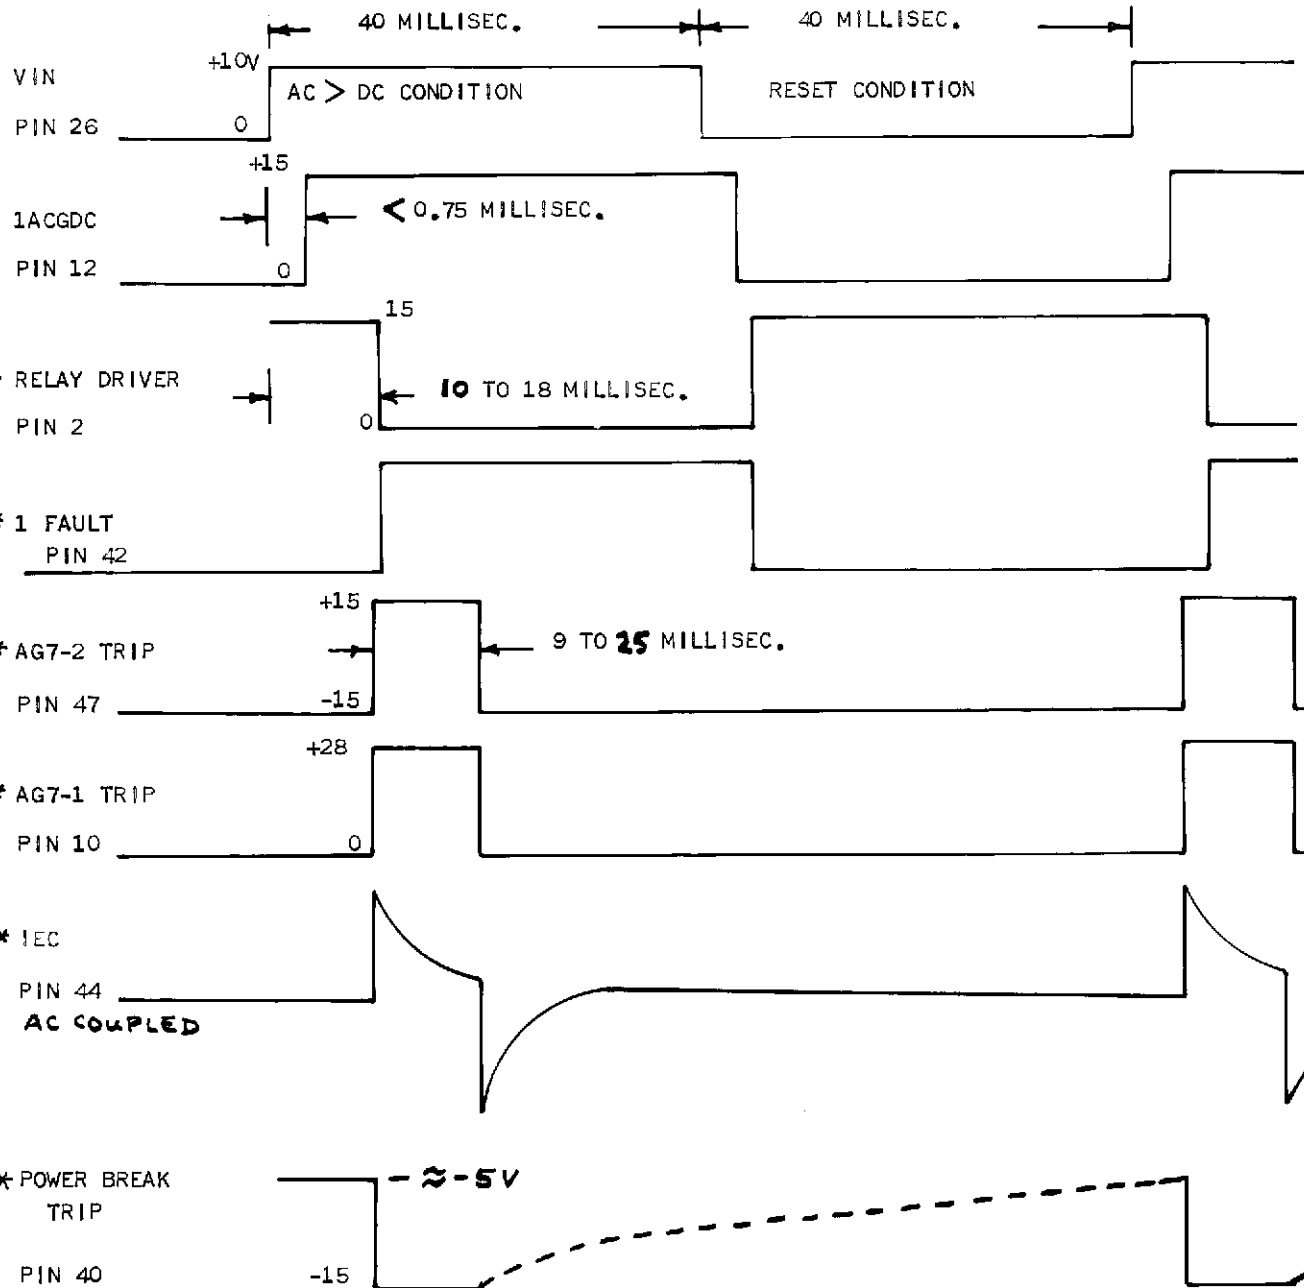 40 MILLISEC. 40 MILLISEC.
VIN +10V AC > DC CONDITION RESET CONDITION
PIN 26 0
+15
1ACGDC < 0.75 MILLISEC.
PIN 12 0
15
* RELAY DRIVER 10 TO 18 MILLISEC.
PIN 2 0
* 1 FAULT
PIN 42
+15
* AG7-2 TRIP 9 TO 25 MILLISEC.
PIN 47 -15
+28
* AG7-1 TRIP
PIN 10 0
* IEC
PIN 44
AC COUPLED
* POWER BREAK ≈ -5V
TRIP
PIN 40 -15